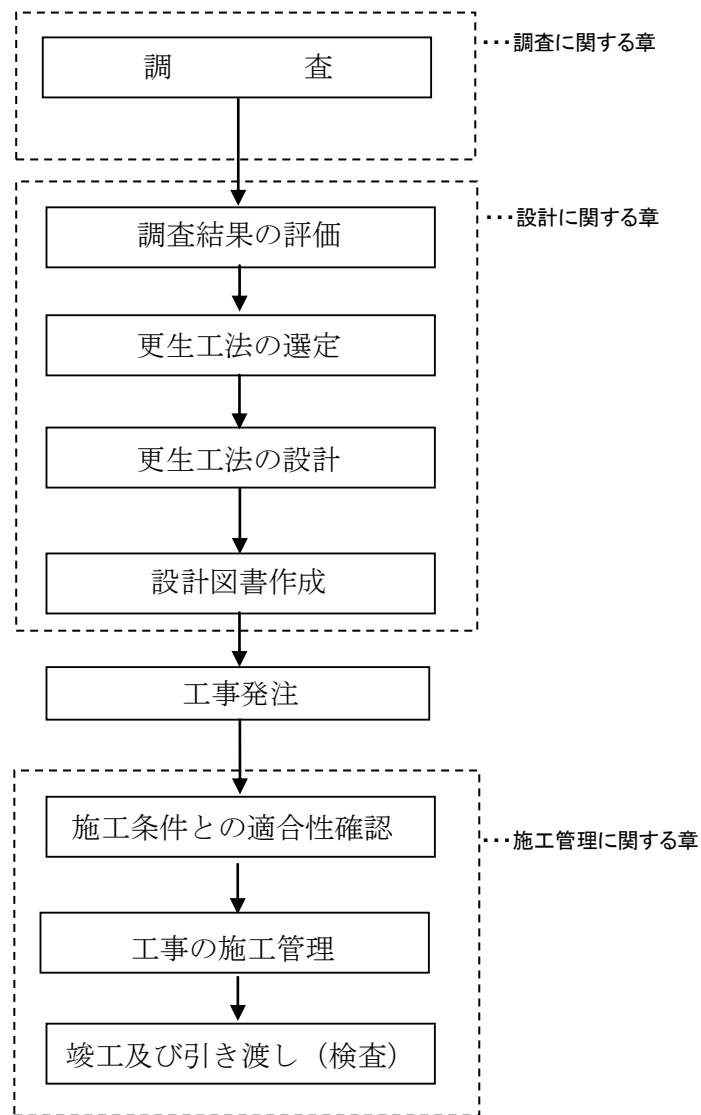 調　　　　査
･･･調査に関する章
調査結果の評価
･･･設計に関する章
更生工法の選定
更生工法の設計
設計図書作成
工事発注
施工条件との適合性確認
･･･施工管理に関する章
工事の施工管理
竣工及び引き渡し（検査）